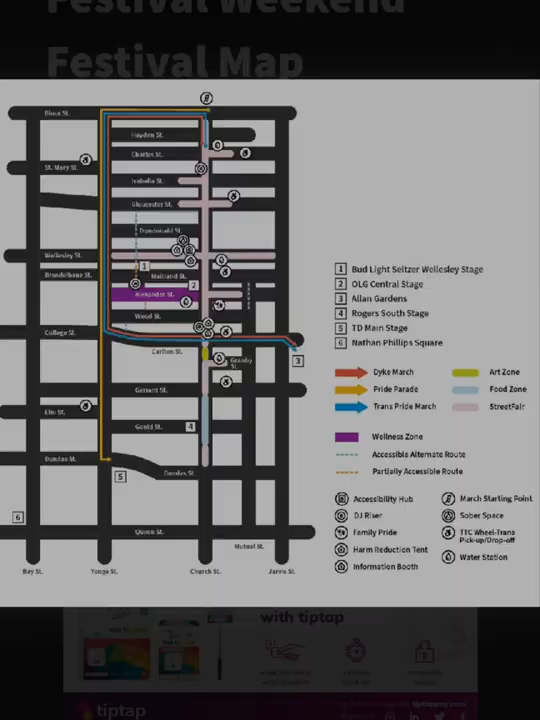 Festival Weekend
Festival Map
Bloor St.
Hayden St.
Charles St.
St. Mary St.
Isabella St.
Gloucester St.
Dundonald St.
Wellesley St.
1
Maitland St.
2
Alexander St.
Wood St.
College St.
Carlton St.
3
Granby St.
Gerrard St.
Elm St.
Gould St.
4
Dundas St.
5
Dundas St.
6
Queen St.
Mutual St.
Bay St.
Yonge St.
Church St.
Jarvis St.
1 Bud Light Seltzer Wellesley Stage
2 OLG Central Stage
3 Allan Gardens
4 Rogers South Stage
5 TD Main Stage
6 Nathan Phillips Square
Dyke March
Pride Parade
Trans Pride March
Art Zone
Food Zone
StreetFair
Wellness Zone
Accessible Alternate Route
Partially Accessible Route
Accessibility Hub
DJ Riser
Family Pride
Harm Reduction Tent
Information Booth
March Starting Point
Sober Space
TTC Wheel-Trans
Pick-up/Drop-off
Water Station
with tiptap
tiptap